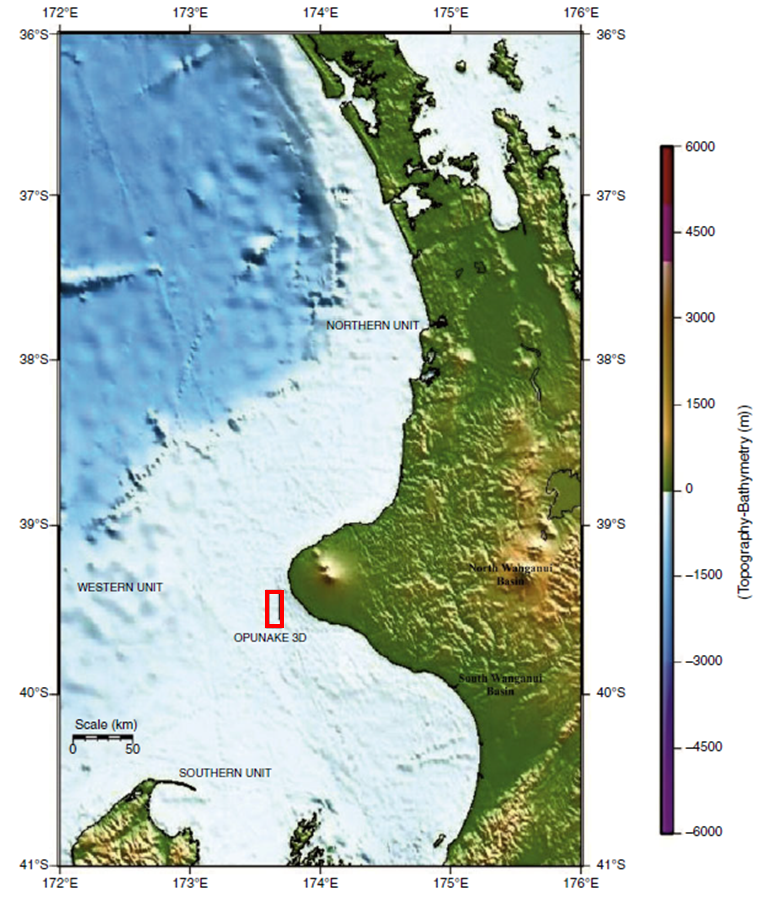 172°E 173°E 174°E 175°E 176°E
36°S 36°S
37°S 37°S
38°S 38°S
39°S 39°S
40°S 40°S
41°S 41°S
NORTHERN UNIT
WESTERN UNIT
North Wanganui
Basin
OPUNAKE 3D
South Wanganui
Basin
Scale (km)
0 50
SOUTHERN UNIT
172°E 173°E 174°E 175°E 176°E
6000
4500
3000
1500
0
−1500
−3000
−4500
−6000
(Topography-Bathymetry (m))